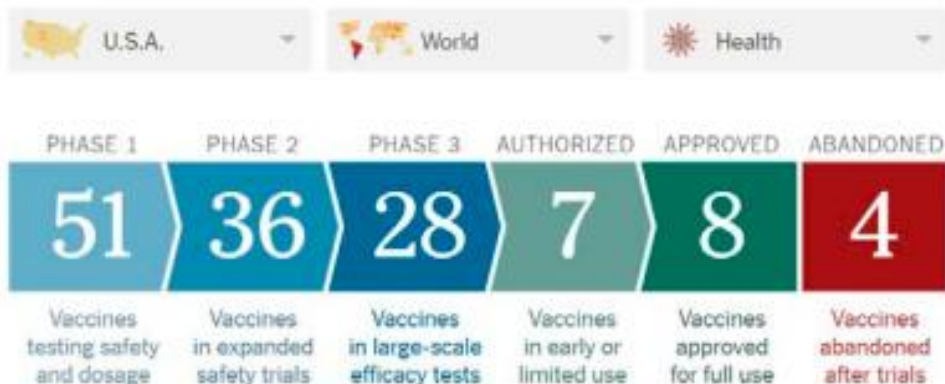 U.S.A. World Health
PHASE 1 PHASE 2 PHASE 3 AUTHORIZED APPROVED ABANDONED
51 36 28 7 8 4
Vaccines testing safety and dosage
Vaccines in expanded safety trials
Vaccines in large-scale efficacy tests
Vaccines in early or limited use
Vaccines approved for full use
Vaccines abandoned after trials